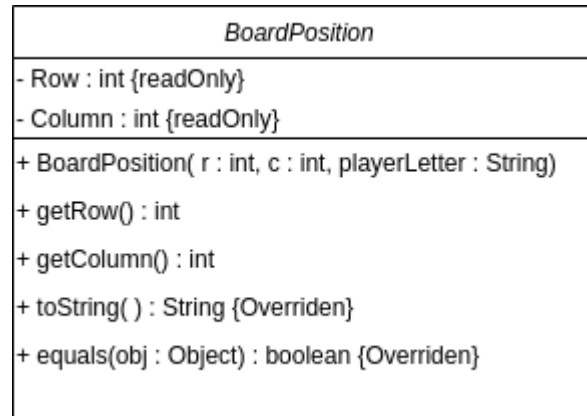 BoardPosition
- Row : int {readOnly}
- Column : int {readOnly}
+ BoardPosition( r : int, c : int, playerLetter : String)
+ getRow() : int
+ getColumn() : int
+ toString( ) : String {Overriden}
+ equals(obj : Object) : boolean {Overriden}